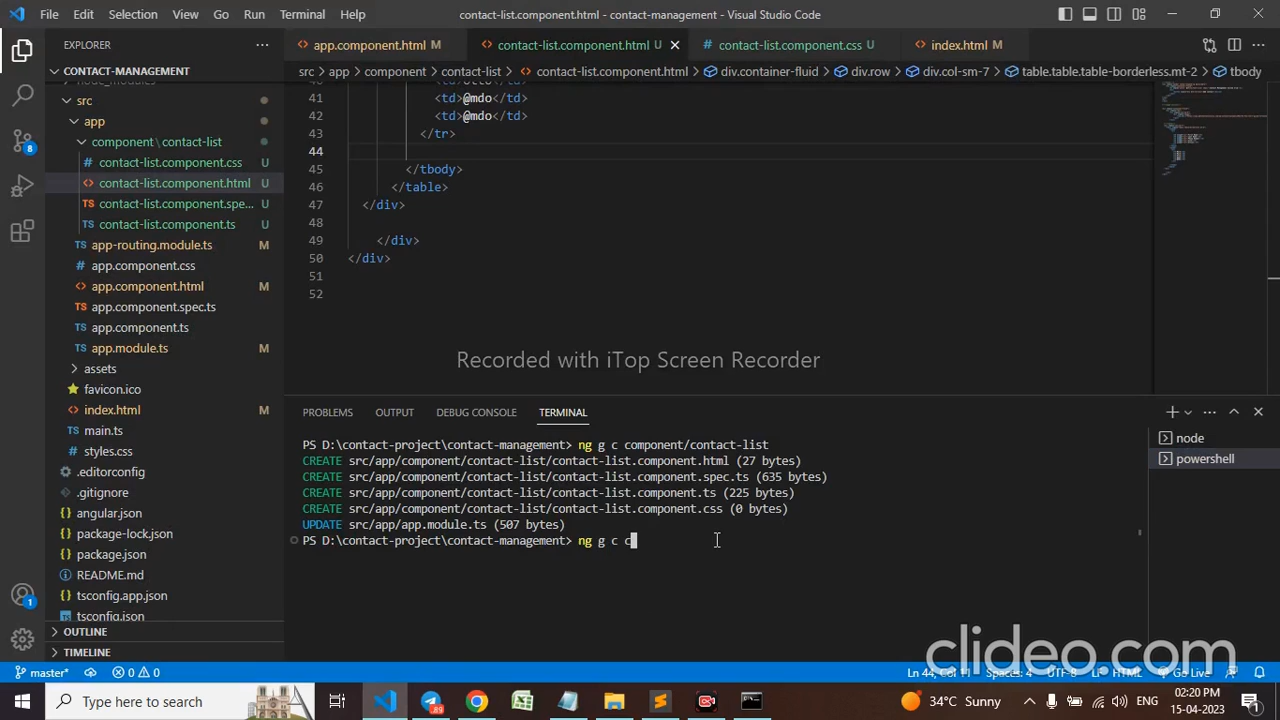 File Edit Selection View Go Run Terminal Help contact-list.component.html - contact-management - Visual Studio Code
EXPLORER
app.component.html M contact-list.component.html U contact-list.component.css U index.html M
CONTACT-MANAGEMENT
src > app > component > contact-list > contact-list.component.html > div.container-fluid > div.row > div.col-sm-7 > table.table.table-borderless.mt-2 > tbody
node_modules
src
app
component \ contact-list
contact-list.component.css U
contact-list.component.html U
contact-list.component.spe... U
contact-list.component.ts U
app-routing.module.ts M
app.component.css
app.component.html M
app.component.spec.ts
app.component.ts
app.module.ts M
assets
favicon.ico
index.html M
main.ts
styles.css
.editorconfig
.gitignore
angular.json
package-lock.json
package.json
README.md
tsconfig.app.json
tsconfig.json
OUTLINE
TIMELINE
41 <td>@mdo</td>
42 <td>@mdo</td>
43 </tr>
44
45 </tbody>
46 </table>
47 </div>
48
49 </div>
50 </div>
51
52
Recorded with iTop Screen Recorder
PROBLEMS OUTPUT DEBUG CONSOLE TERMINAL
PS D:\contact-project\contact-management> ng g c component/contact-list
CREATE src/app/component/contact-list/contact-list.component.html (27 bytes)
CREATE src/app/component/contact-list/contact-list.component.spec.ts (635 bytes)
CREATE src/app/component/contact-list/contact-list.component.ts (225 bytes)
CREATE src/app/component/contact-list/contact-list.component.css (0 bytes)
UPDATE src/app/app.module.ts (507 bytes)
PS D:\contact-project\contact-management> ng g c c
node
powershell
8
1
clideo.com
master* 0 0 Ln 44, Col 11 Spaces: 4 UTF-8 HTML Go Live
Type here to search
89
34°C Sunny
ENG
02:20 PM
15-04-2023
1